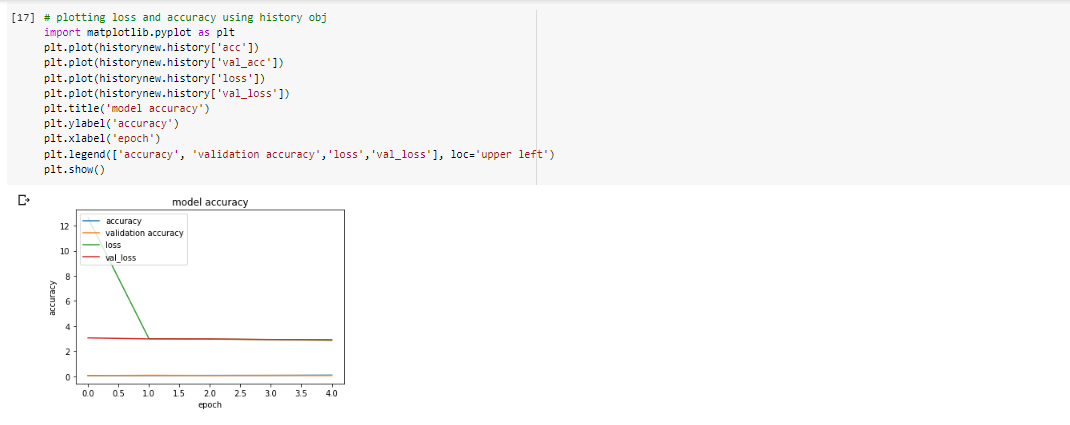 [17] # plotting loss and accuracy using history obj
import matplotlib.pyplot as plt
plt.plot(historynew.history['acc'])
plt.plot(historynew.history['val_acc'])
plt.plot(historynew.history['loss'])
plt.plot(historynew.history['val_loss'])
plt.title('model accuracy')
plt.ylabel('accuracy')
plt.xlabel('epoch')
plt.legend(['accuracy', 'validation accuracy','loss','val_loss'], loc='upper left')
plt.show()
model accuracy
accuracy
validation accuracy
loss
val_loss
12
10
8
6
4
2
0
accuracy
0.0 0.5 1.0 1.5 2.0 2.5 3.0 3.5 4.0
epoch